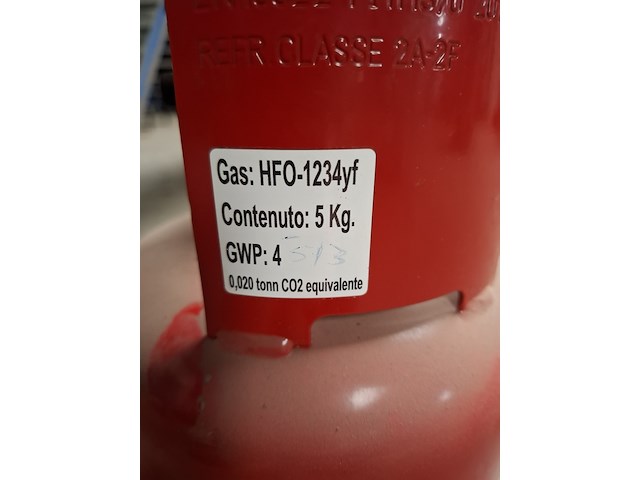 REFR CLASSE 2A-2F
Gas: HFO-1234yf
Contenuto: 5 Kg.
GWP: 4
0,020 tonn CO2 equivalente